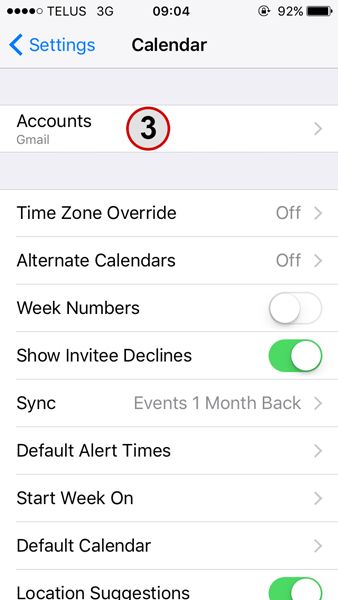 TELUS 3G 09:04 92%
Settings Calendar
Accounts
Gmail
3
Time Zone Override Off
Alternate Calendars Off
Week Numbers
Show Invitee Declines
Sync Events 1 Month Back
Default Alert Times
Start Week On
Default Calendar
Location Suggestions